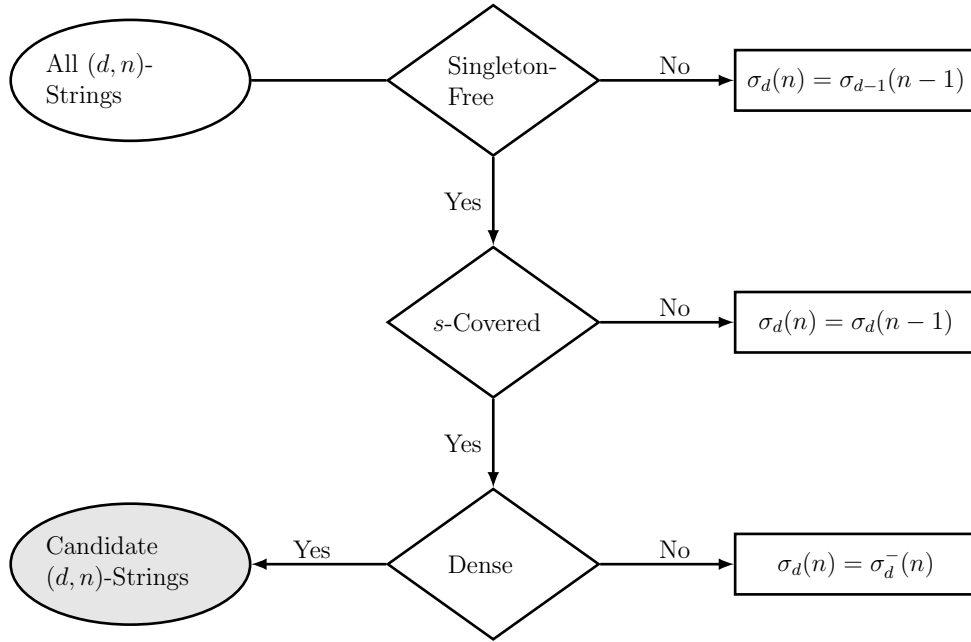 All (d, n)-
Strings
Singleton-
Free
No
σ_d(n) = σ_{d−1}(n − 1)
Yes
s-Covered
No
σ_d(n) = σ_d(n − 1)
Yes
Candidate
(d, n)-Strings
Yes
Dense
No
σ_d(n) = σ_d^−(n)